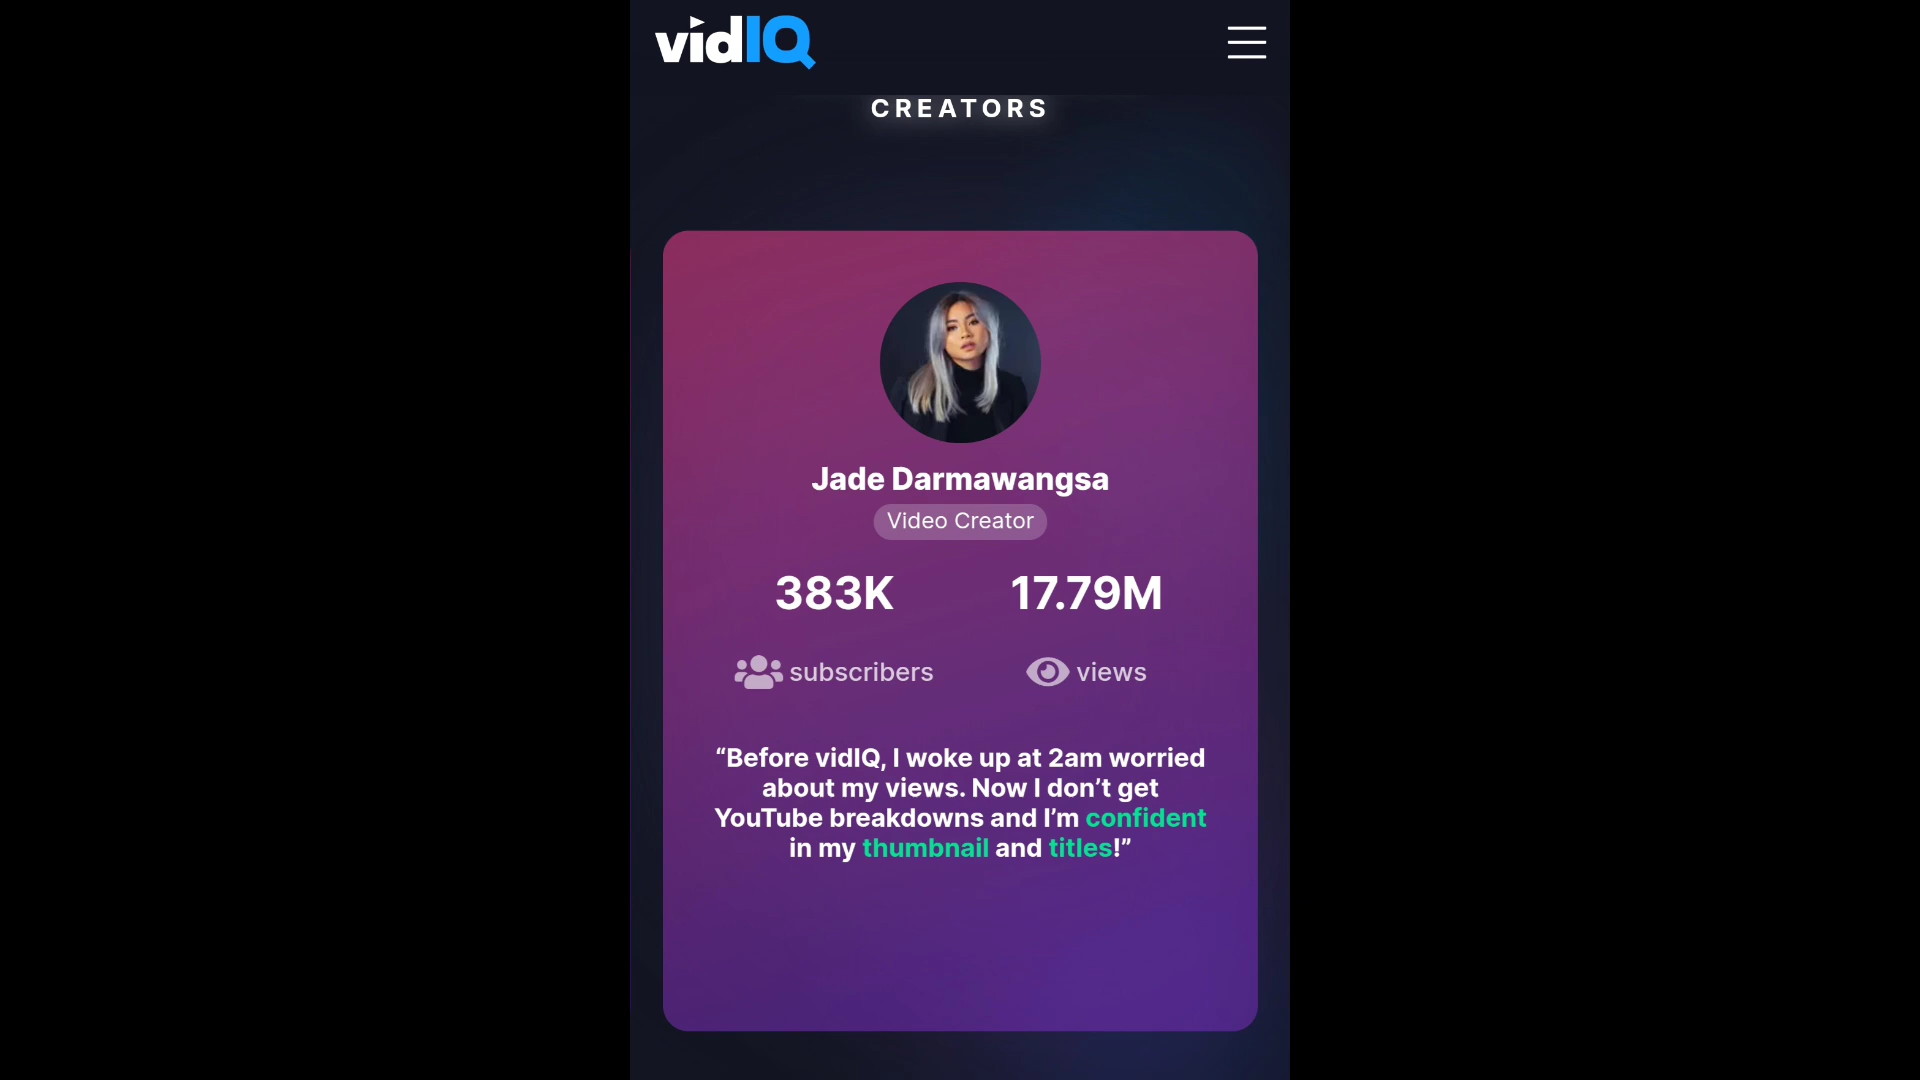 vidIQ
CREATORS
Jade Darmawangsa
Video Creator
383K
subscribers
17.79M
views
“Before vidIQ, I woke up at 2am worried
about my views. Now I don’t get
YouTube breakdowns and I’m confident
in my thumbnail and titles!”